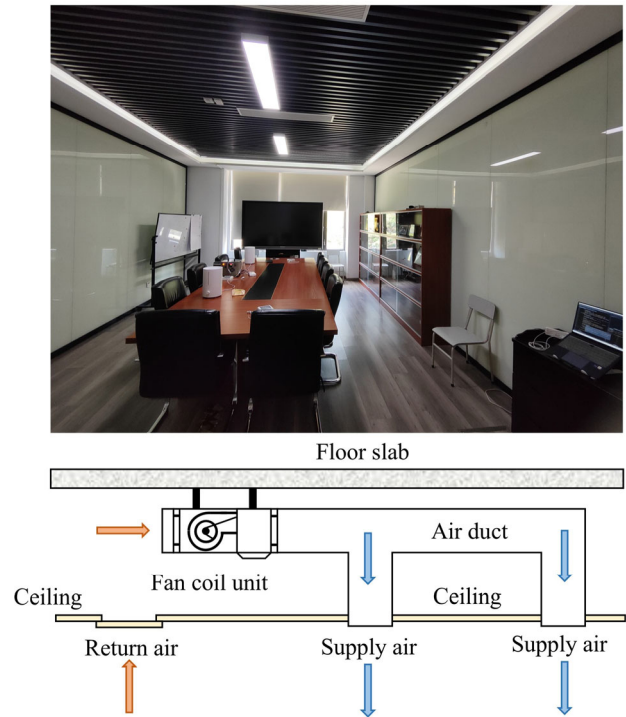 Floor slab
Air duct
Fan coil unit
Ceiling
Ceiling
Return air
Supply air
Supply air